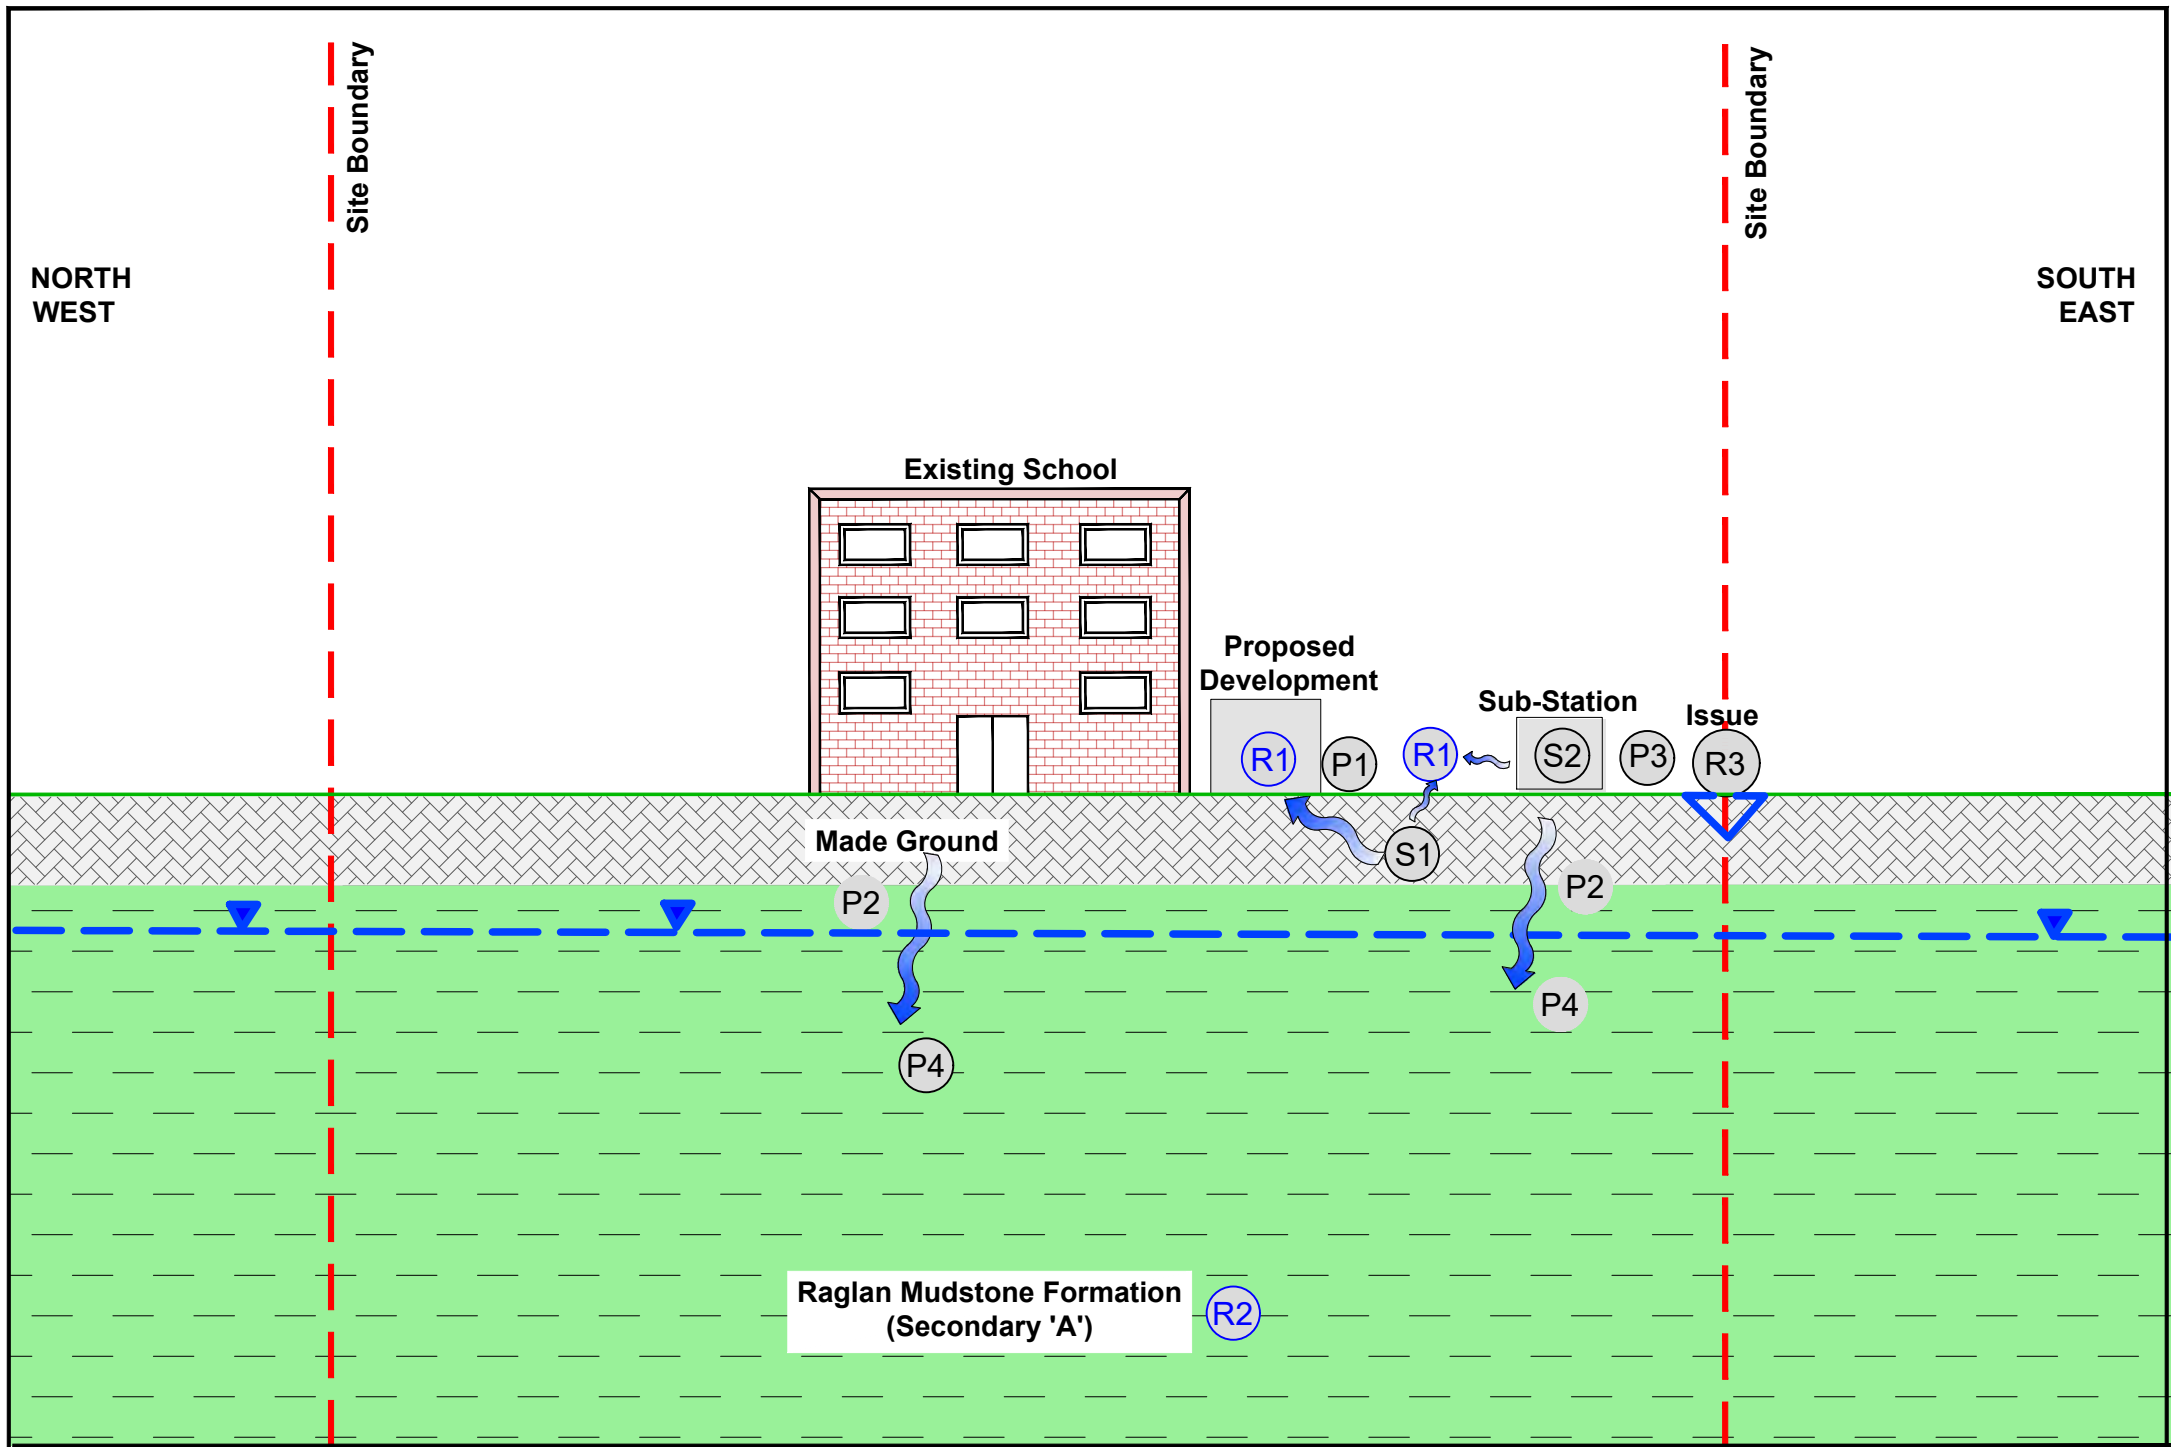 Site Boundary
Site Boundary
NORTH
WEST
SOUTH
EAST
Existing School
Proposed
Development
Sub-Station
Issue
R1
P1
R1
S2
P3
R3
Made Ground
S1
P2
P2
P4
P4
Raglan Mudstone Formation
(Secondary 'A')
R2